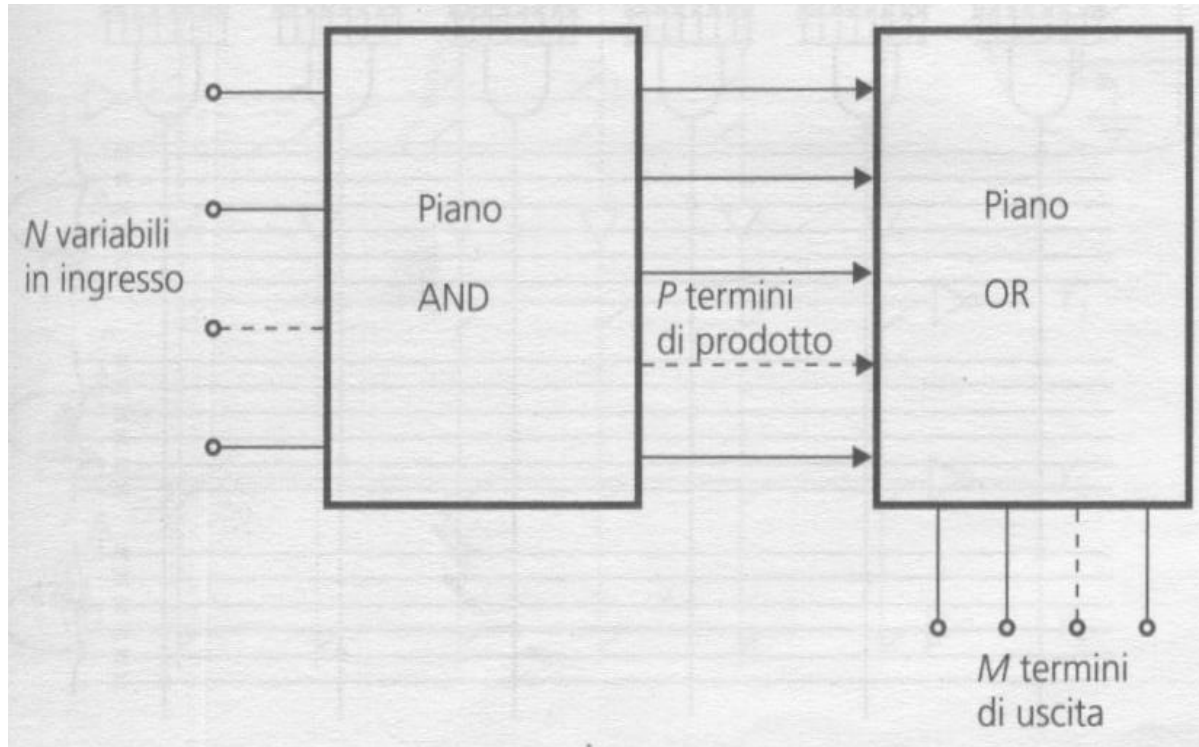 N variabili
in ingresso
Piano
AND
P termini
di prodotto
Piano
OR
M termini
di uscita